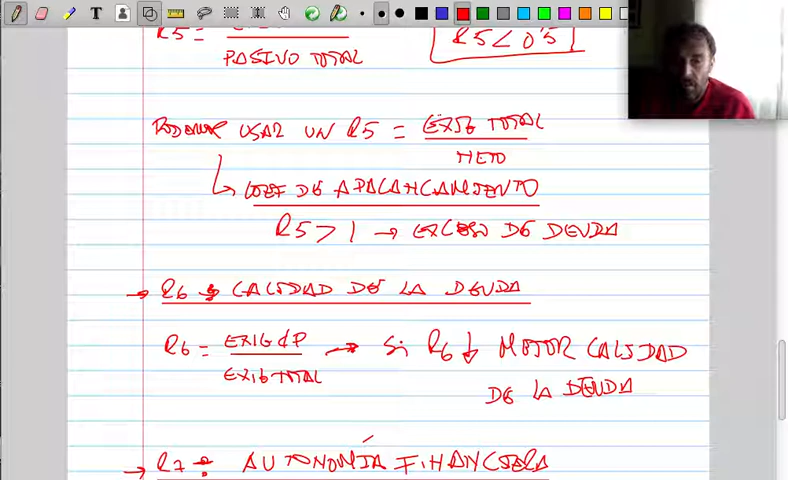 R5 =
PASIVO TOTAL
R5 < 0'5
PODEMOS USAR UN R5 = EXIG TOTAL
NETO
COEF DE APALANCAMIENTO
R5 > 1 → EXCESO DE DEUDA
→ R6 → CALIDAD DE LA DEUDA
R6 = EXIG C/P → Si R6 ↓ MEJOR CALIDAD
EXIG TOTAL
DE LA DEUDA
→ R7 → AUTONOMÍA FINANCIERA